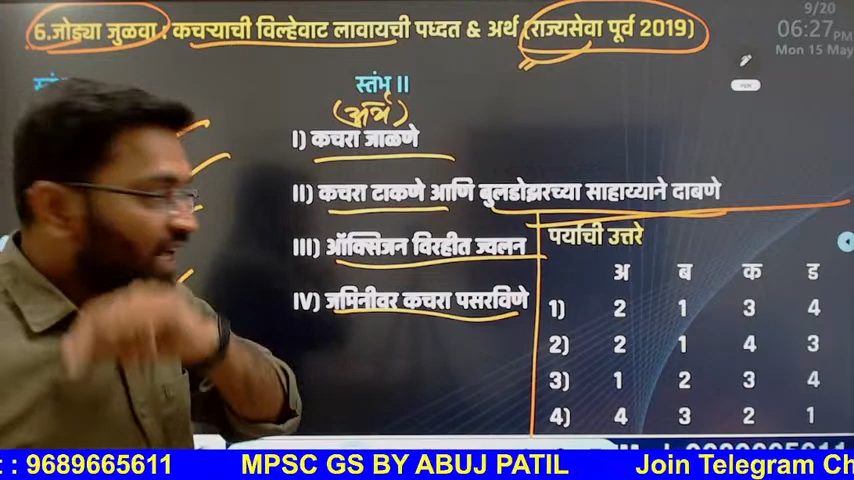 9/20
06:27PM
Mon 15 May
6.जोड्या जुळवा : कचऱ्याची विल्हेवाट लावायची पध्दत & अर्थ (राज्यसेवा पूर्व 2019)
स्तंभ II
(अर्थ)
I) कचरा जाळणे
II) कचरा टाकणे आणि बुलडोझरच्या साहाय्याने दाबणे
III) ऑक्सिजन विरहीत ज्वलन
IV) जमिनीवर कचरा पसरविणे
पर्याची उत्तरे
अ ब क ड
1) 2 1 3 4
2) 2 1 4 3
3) 1 2 3 4
4) 4 3 2 1
: 9689665611 MPSC GS BY ABUJ PATIL Join Telegram Ch